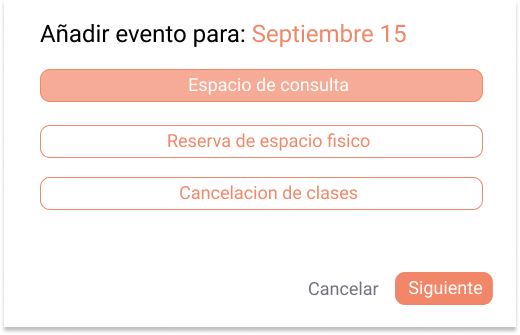 Añadir evento para: Septiembre 15
Espacio de consulta
Reserva de espacio fisico
Cancelacion de clases
Cancelar Siguiente